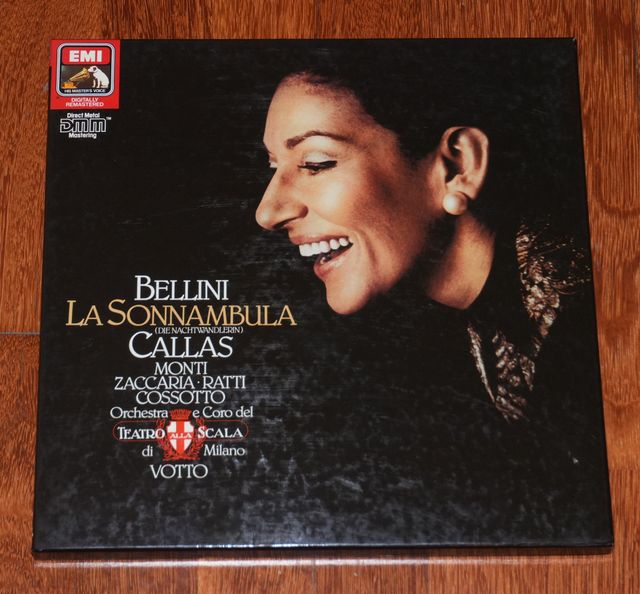 EMI
HIS MASTER'S VOICE
DIGITALLY
REMASTERED
Direct Metal
DMM™
Mastering
BELLINI
LA SONNAMBULA
(DIE NACHTWANDLERIN)
CALLAS
MONTI
ZACCARIA · RATTI
COSSOTTO
Orchestra e Coro del
TEATRO ALLA SCALA
di Milano
VOTTO